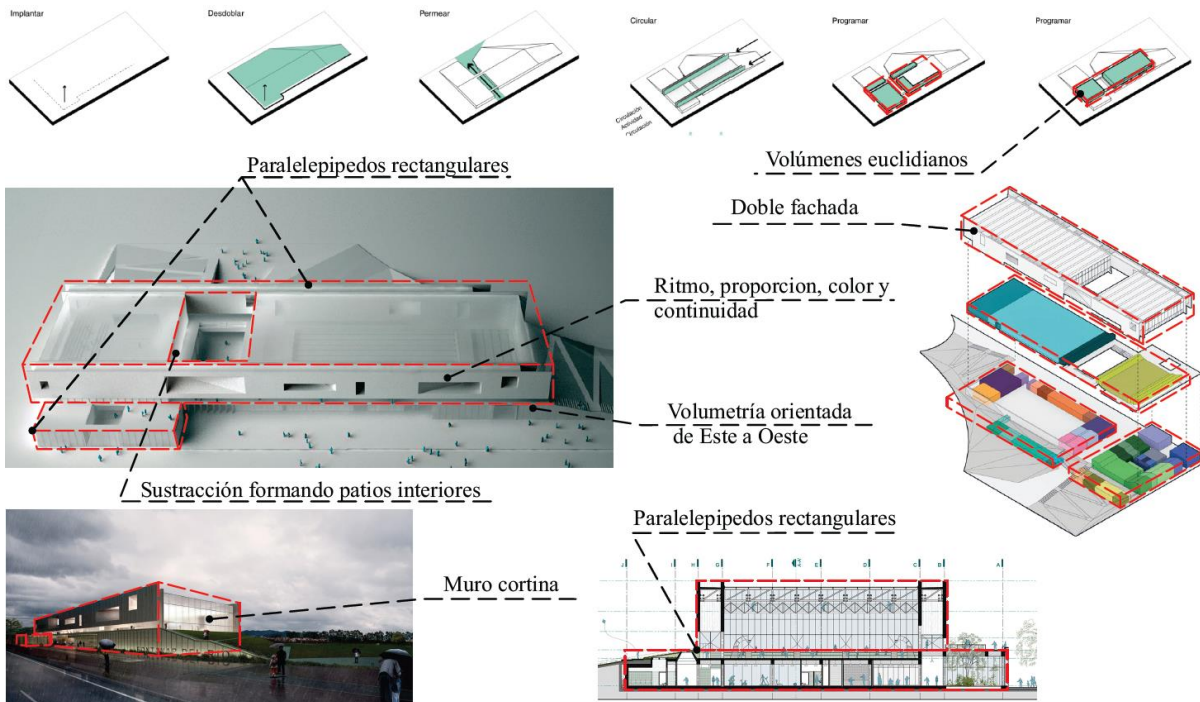 Implantar
Desdoblar
Permear
Circular
Programar
Programar
Circulación
Actividad
Circulación
Paralelepipedos rectangulares
Volúmenes euclidianos
Doble fachada
Ritmo, proporcion, color y
continuidad
Volumetría orientada
de Este a Oeste
Sustracción formando patios interiores
Paralelepipedos rectangulares
Muro cortina
J I H G F E D C B A